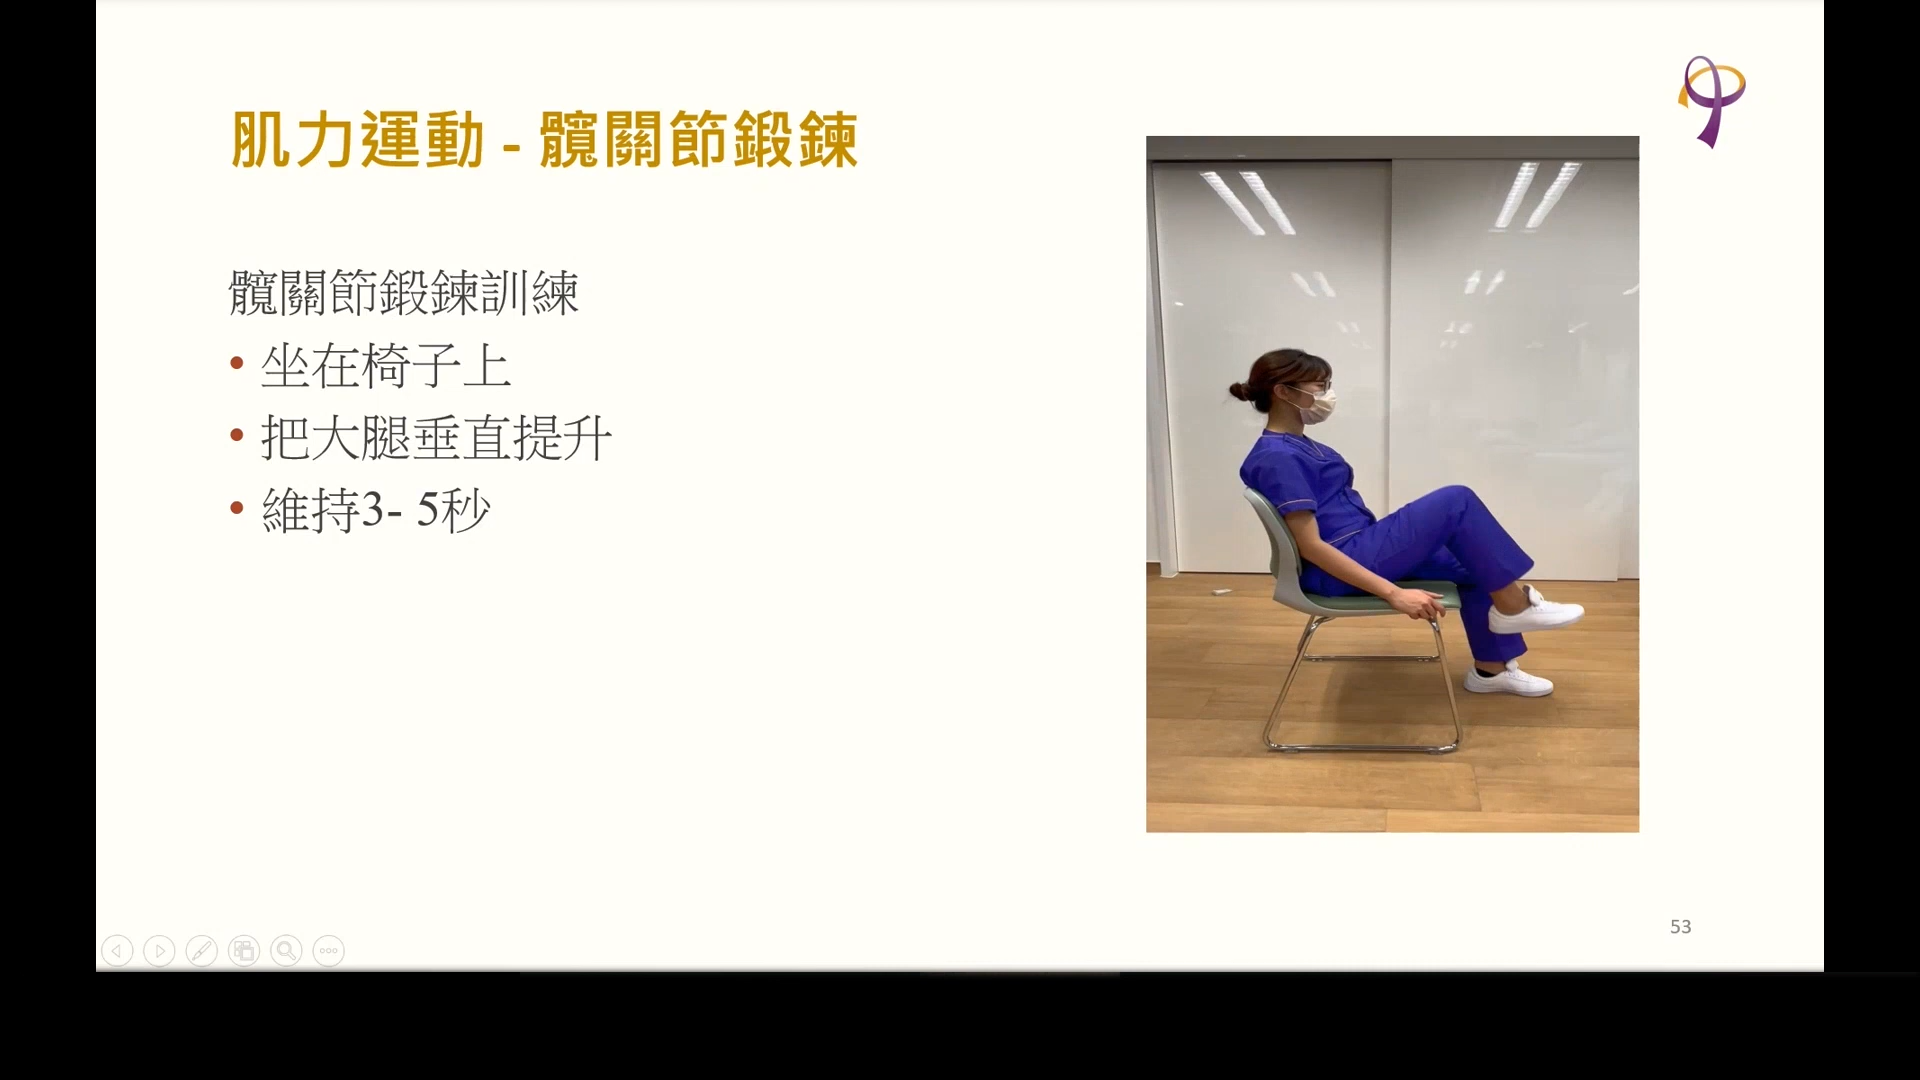 肌力運動 - 髖關節鍛鍊
髖關節鍛鍊訓練
• 坐在椅子上
• 把大腿垂直提升
• 維持3- 5秒
53